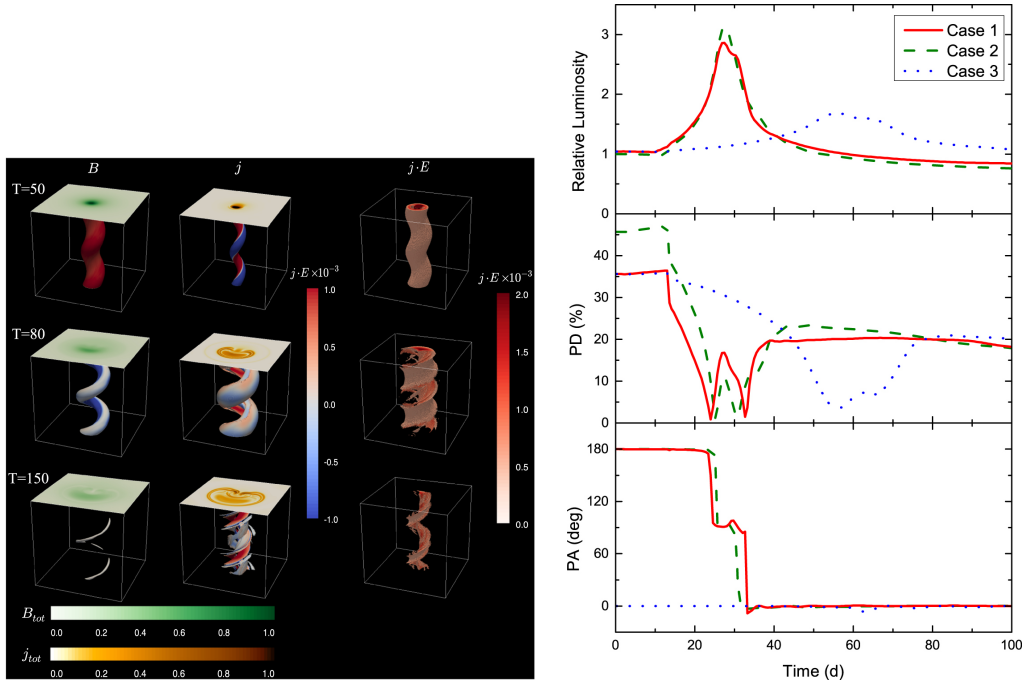 B
j
j·E
T=50
j·E×10⁻³
1.0
0.5
0.0
-0.5
-1.0
j·E×10⁻³
2.0
1.5
1.0
0.5
0.0
T=80
T=150
B_tot
0.0 0.2 0.4 0.6 0.8 1.0
j_tot
0.0 0.2 0.4 0.6 0.8 1.0
Relative Luminosity
3
2
1
0
Case 1
Case 2
Case 3
PD (%)
40
30
20
10
0
PA (deg)
180
120
60
0
0 20 40 60 80 100
Time (d)